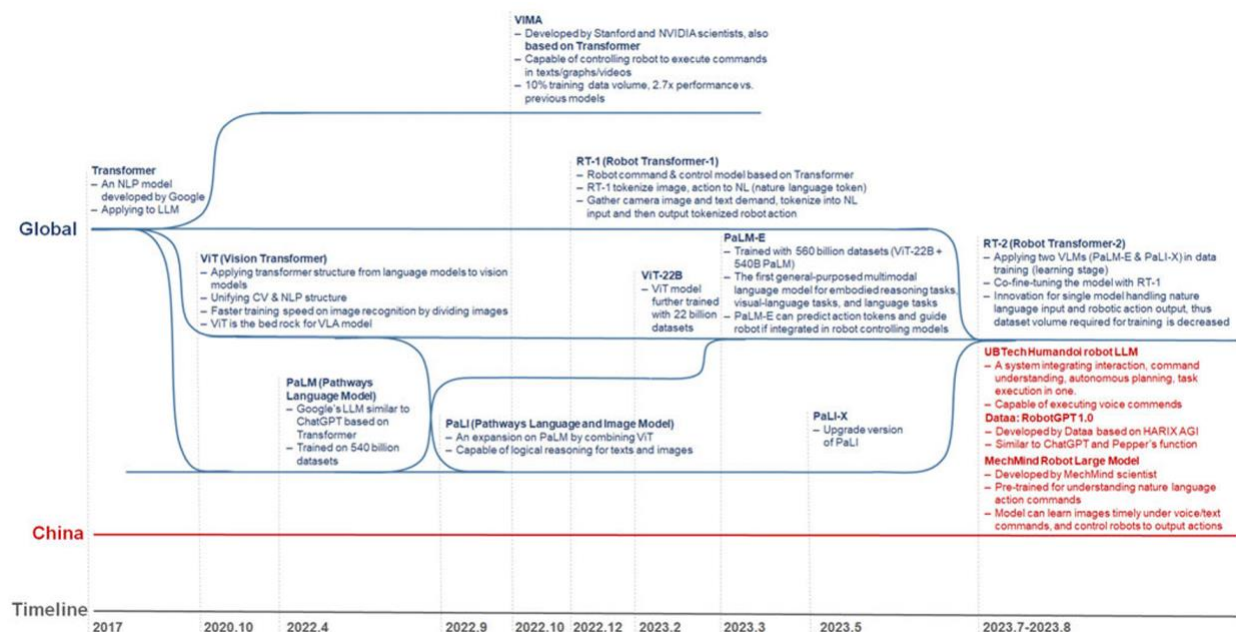 VIMA
– Developed by Stanford and NVIDIA scientists, also
based on Transformer
– Capable of controlling robot to execute commands
in texts/graphs/videos
– 10% training data volume, 2.7x performance vs.
previous models
Transformer
– An NLP model
developed by Google
– Applying to LLM
RT-1 (Robot Transformer-1)
– Robot command & control model based on Transformer
– RT-1 tokenize image, action to NL (nature language token)
– Gather camera image and text demand, tokenize into NL
input and then output tokenized robot action
Global
ViT (Vision Transformer)
– Applying transformer structure from language models to vision
models
– Unifying CV & NLP structure
– Faster training speed on image recognition by dividing images
– ViT is the bed rock for VLA model
ViT-22B
– ViT model
further trained
with 22 billion
datasets
PaLM-E
– Trained with 560 billion datasets (ViT-22B +
540B PaLM)
– The first general-purposed multimodal
language model for embodied reasoning tasks,
visual-language tasks, and language tasks
– PaLM-E can predict action tokens and guide
robot if integrated in robot controlling models
RT-2 (Robot Transformer-2)
– Applying two VLMs (PaLM-E & PaLI-X) in data
training (learning stage)
– Co-fine-tuning the model with RT-1
– Innovation for single model handling nature
language input and robotic action output, thus
dataset volume required for training is decreased
PaLM (Pathways
Language Model)
– Google's LLM similar to
ChatGPT based on
Transformer
– Trained on 540 billion
datasets
PaLI (Pathways Language and Image Model)
– An expansion on PaLM by combining ViT
– Capable of logical reasoning for texts and images
PaLI-X
– Upgrade version
of PaLI
UBTech Humandoi robot LLM
– A system integrating interaction, command
understanding, autonomous planning, task
execution in one.
– Capable of executing voice commends
Dataa: RobotGPT 1.0
– Developed by Dataa based on HARIX AGI
– Similar to ChatGPT and Pepper's function
MechMind Robot Large Model
– Developed by MechMind scientist
– Pre-trained for understanding nature language
action commands
– Model can learn images timely under voice/text
commands, and control robots to output actions
China
Timeline
2017
2020.10
2022.4
2022.9
2022.10
2022.12
2023.2
2023.3
2023.5
2023.7-2023.8